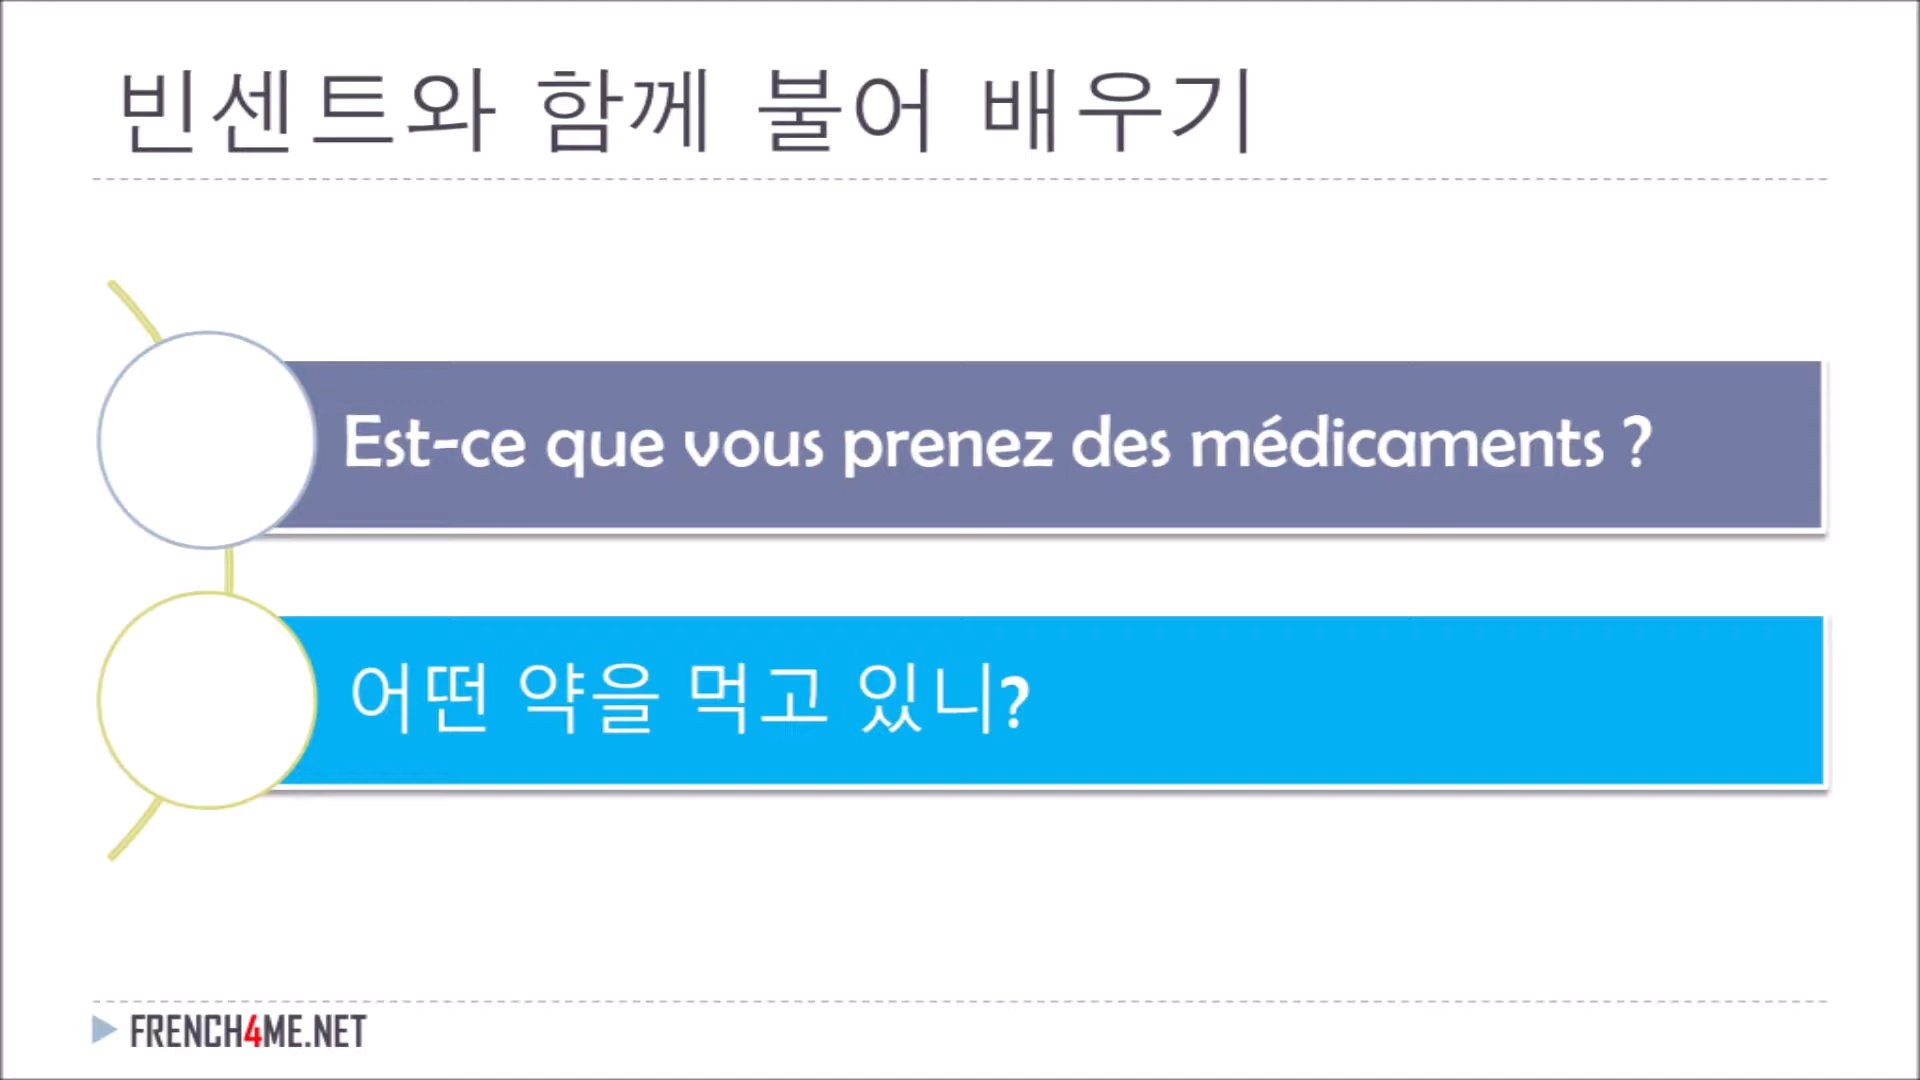 빈센트와 함께 불어 배우기
Est-ce que vous prenez des médicaments ?
어떤 약을 먹고 있니?
FRENCH4ME.NET